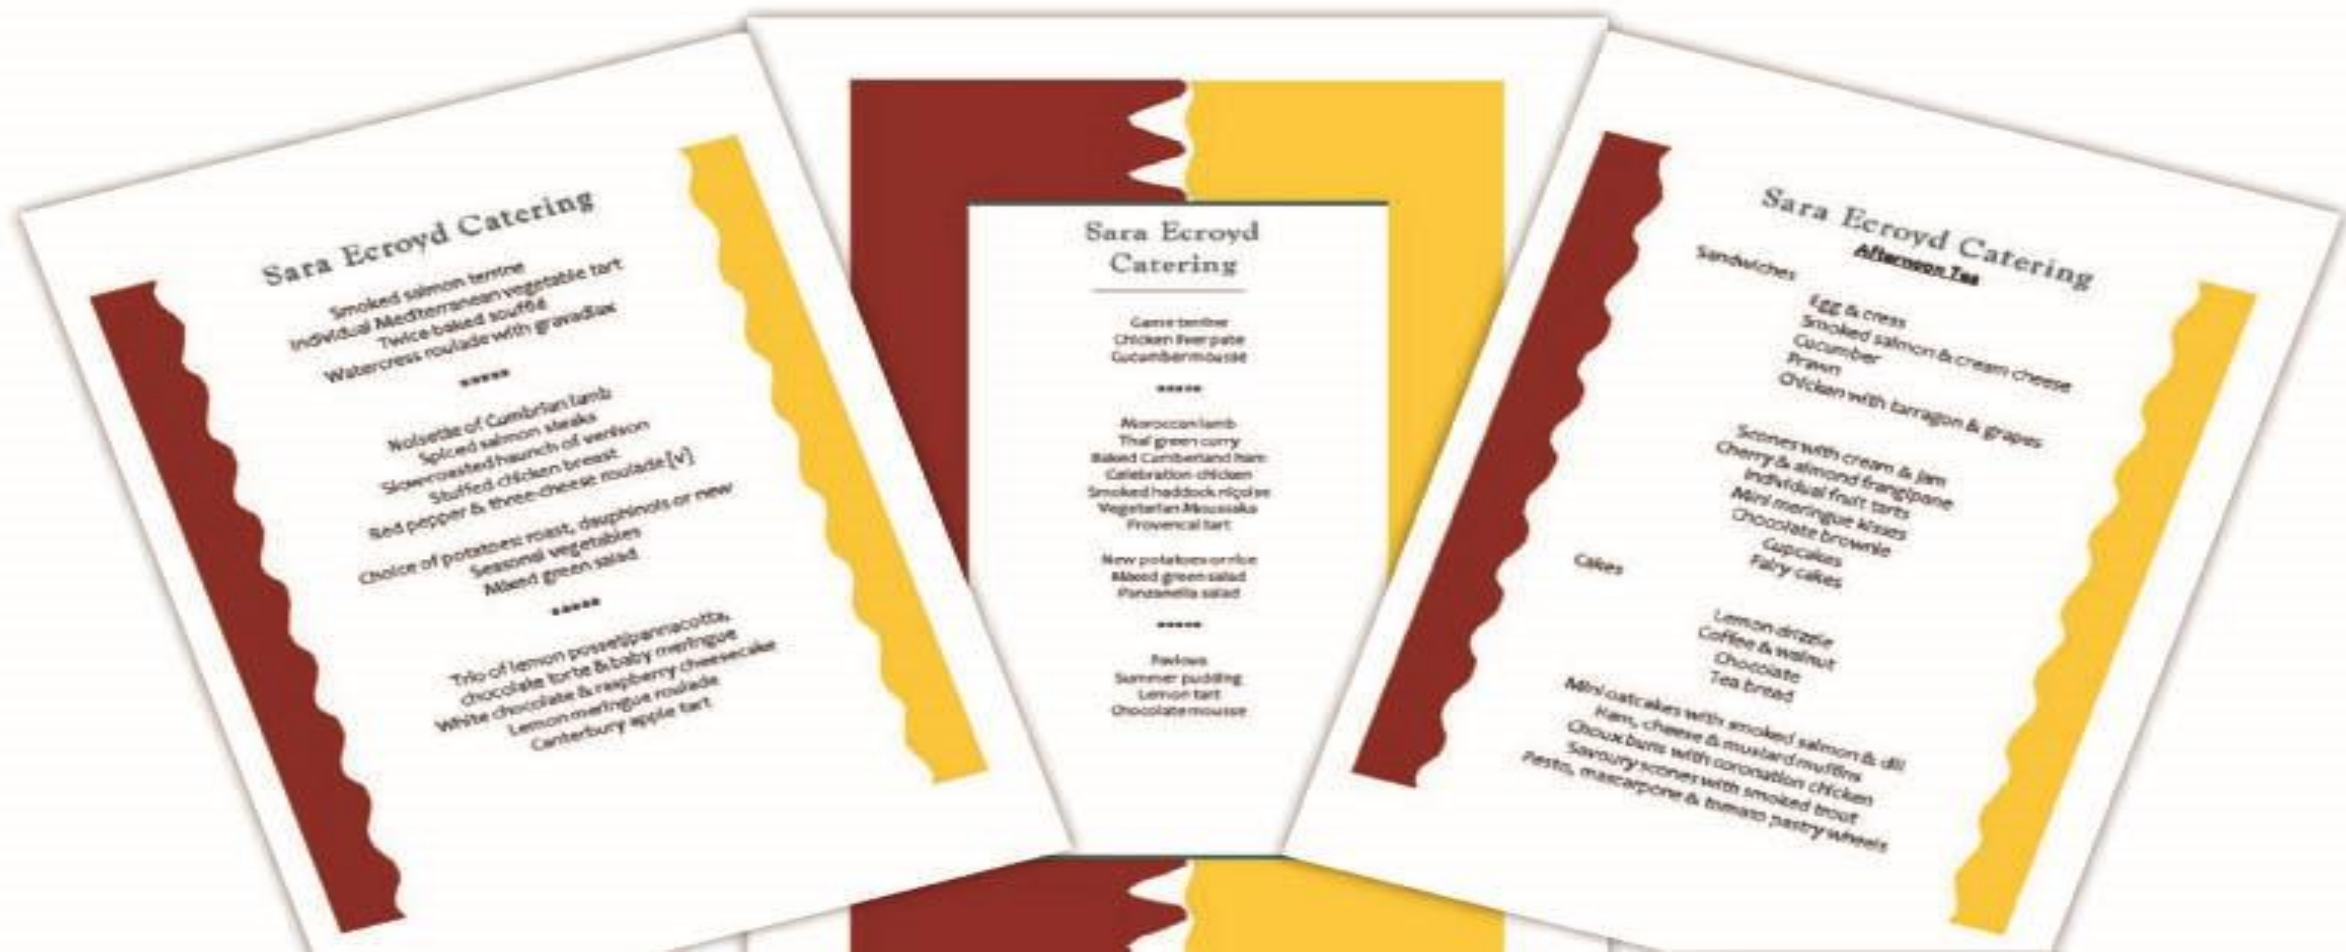 Sara Ecroyd Catering
Smoked salmon terrine
Individual Mediterranean vegetable tart
Twice-baked soufflé
Watercress roulade with gravadlax
*****
Noisette of Cumbrian lamb
Spiced salmon steaks
Slow roasted haunch of venison
Stuffed chicken breast
Red pepper & three-cheese roulade [v]
Choice of potatoes: roast, dauphinois or new
Seasonal vegetables
Mixed green salad
*****
Trio of lemon posset/pannacotta,
chocolate torte & baby meringue
White chocolate & raspberry cheesecake
Lemon meringue roulade
Canterbury apple tart
Sara Ecroyd
Catering
Game terrine
Chicken liver pate
Cucumber mousse
*****
Moroccan lamb
Thai green curry
Baked Cumberland ham
Celebration chicken
Smoked haddock niçoise
Vegetarian Moussaka
Provencal tart
New potatoes or rice
Mixed green salad
Panzanella salad
*****
Pavlova
Summer pudding
Lemon tart
Chocolate mousse
Sara Ecroyd Catering
Afternoon Tea
Sandwiches
Egg & cress
Smoked salmon & cream cheese
Cucumber
Prawn
Chicken with tarragon & grapes
Scones with cream & jam
Cherry & almond frangipane
Individual fruit tarts
Mini meringue kisses
Chocolate brownie
Cupcakes
Fairy cakes
Cakes
Lemon drizzle
Coffee & walnut
Chocolate
Tea bread
Mini oatcakes with smoked salmon & dill
Ham, cheese & mustard muffins
Choux buns with coronation chicken
Savoury scones with smoked trout
Pesto, mascarpone & tomato pastry wheels